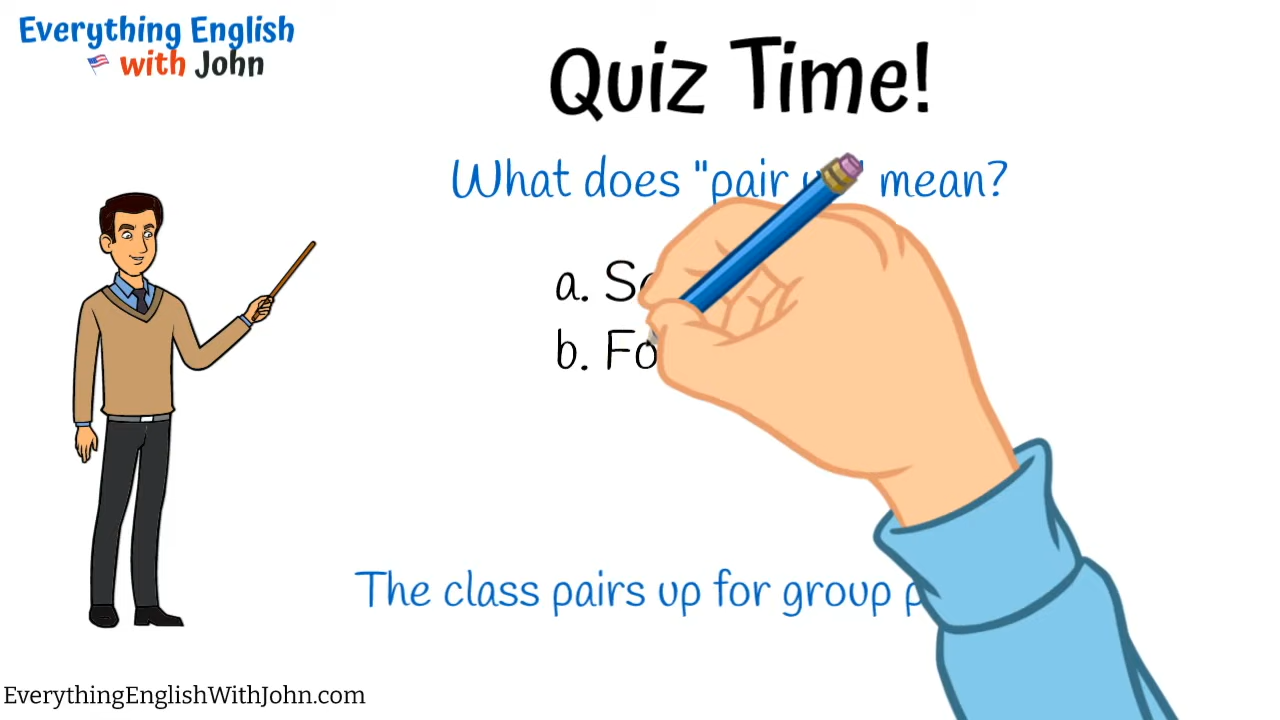 Everything English
with John
Quiz Time!
What does "pair mean?
a.
b.
The class pairs up for group
EverythingEnglishWithJohn.com